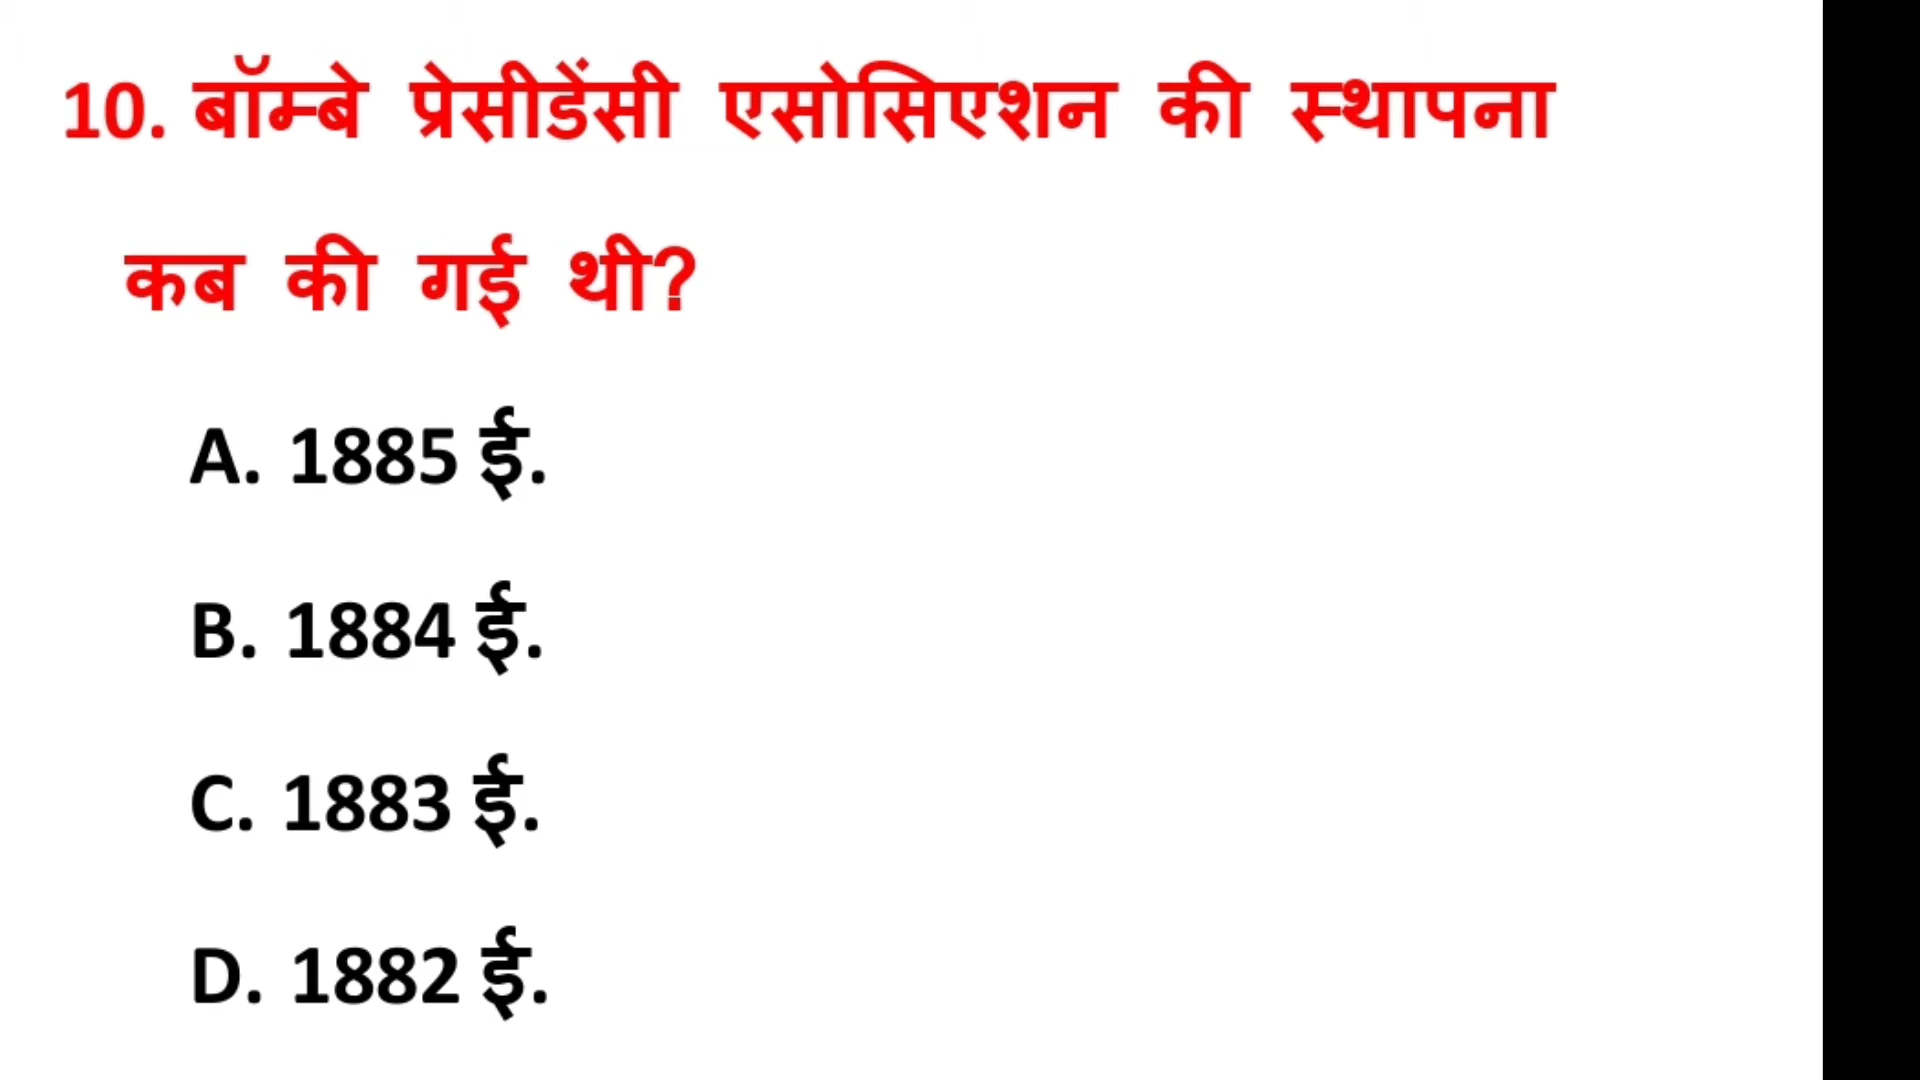 10. बॉम्बे प्रेसीडेंसी एसोसिएशन की स्थापना
कब की गई थी?
A. 1885 ई.
B. 1884 ई.
C. 1883 ई.
D. 1882 ई.